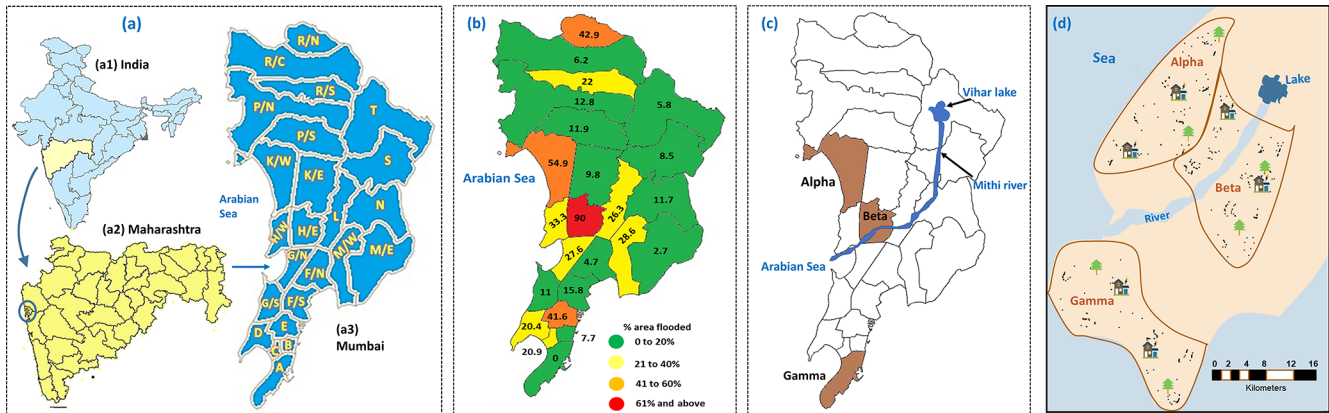 (a)
(a1) India
(a2) Maharashtra
Arabian
Sea
R/N
R/C
R/S
P/N
T
P/S
K/W
K/E
S
N
L
H/W
H/E
M/W
M/E
G/N
F/N
G/S
F/S
D
E
C
B
A
(a3)
Mumbai
(b)
42.9
6.2
22
12.8
5.8
11.9
54.9
8.5
9.8
Arabian Sea
11.7
33.3
90
26.3
28.6
27.6
2.7
4.7
11
15.8
41.6
20.4
7.7
20.9
0
% area flooded
0 to 20%
21 to 40%
41 to 60%
61% and above
(c)
Vihar lake
Mithi river
Alpha
Beta
Arabian Sea
Gamma
(d)
Sea
Alpha
Lake
Beta
River
Gamma
0 2 4 8 12 16
Kilometers